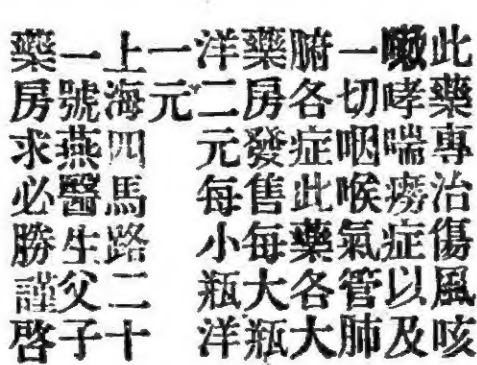 此藥專治傷風咳
嗽哮喘癆症以及
一切咽喉氣管肺
腑各症此藥各大
藥房發售每大瓶
洋二元每小瓶洋
一元
上海四馬路二十
一號燕醫生父子
藥房求必勝謹啓